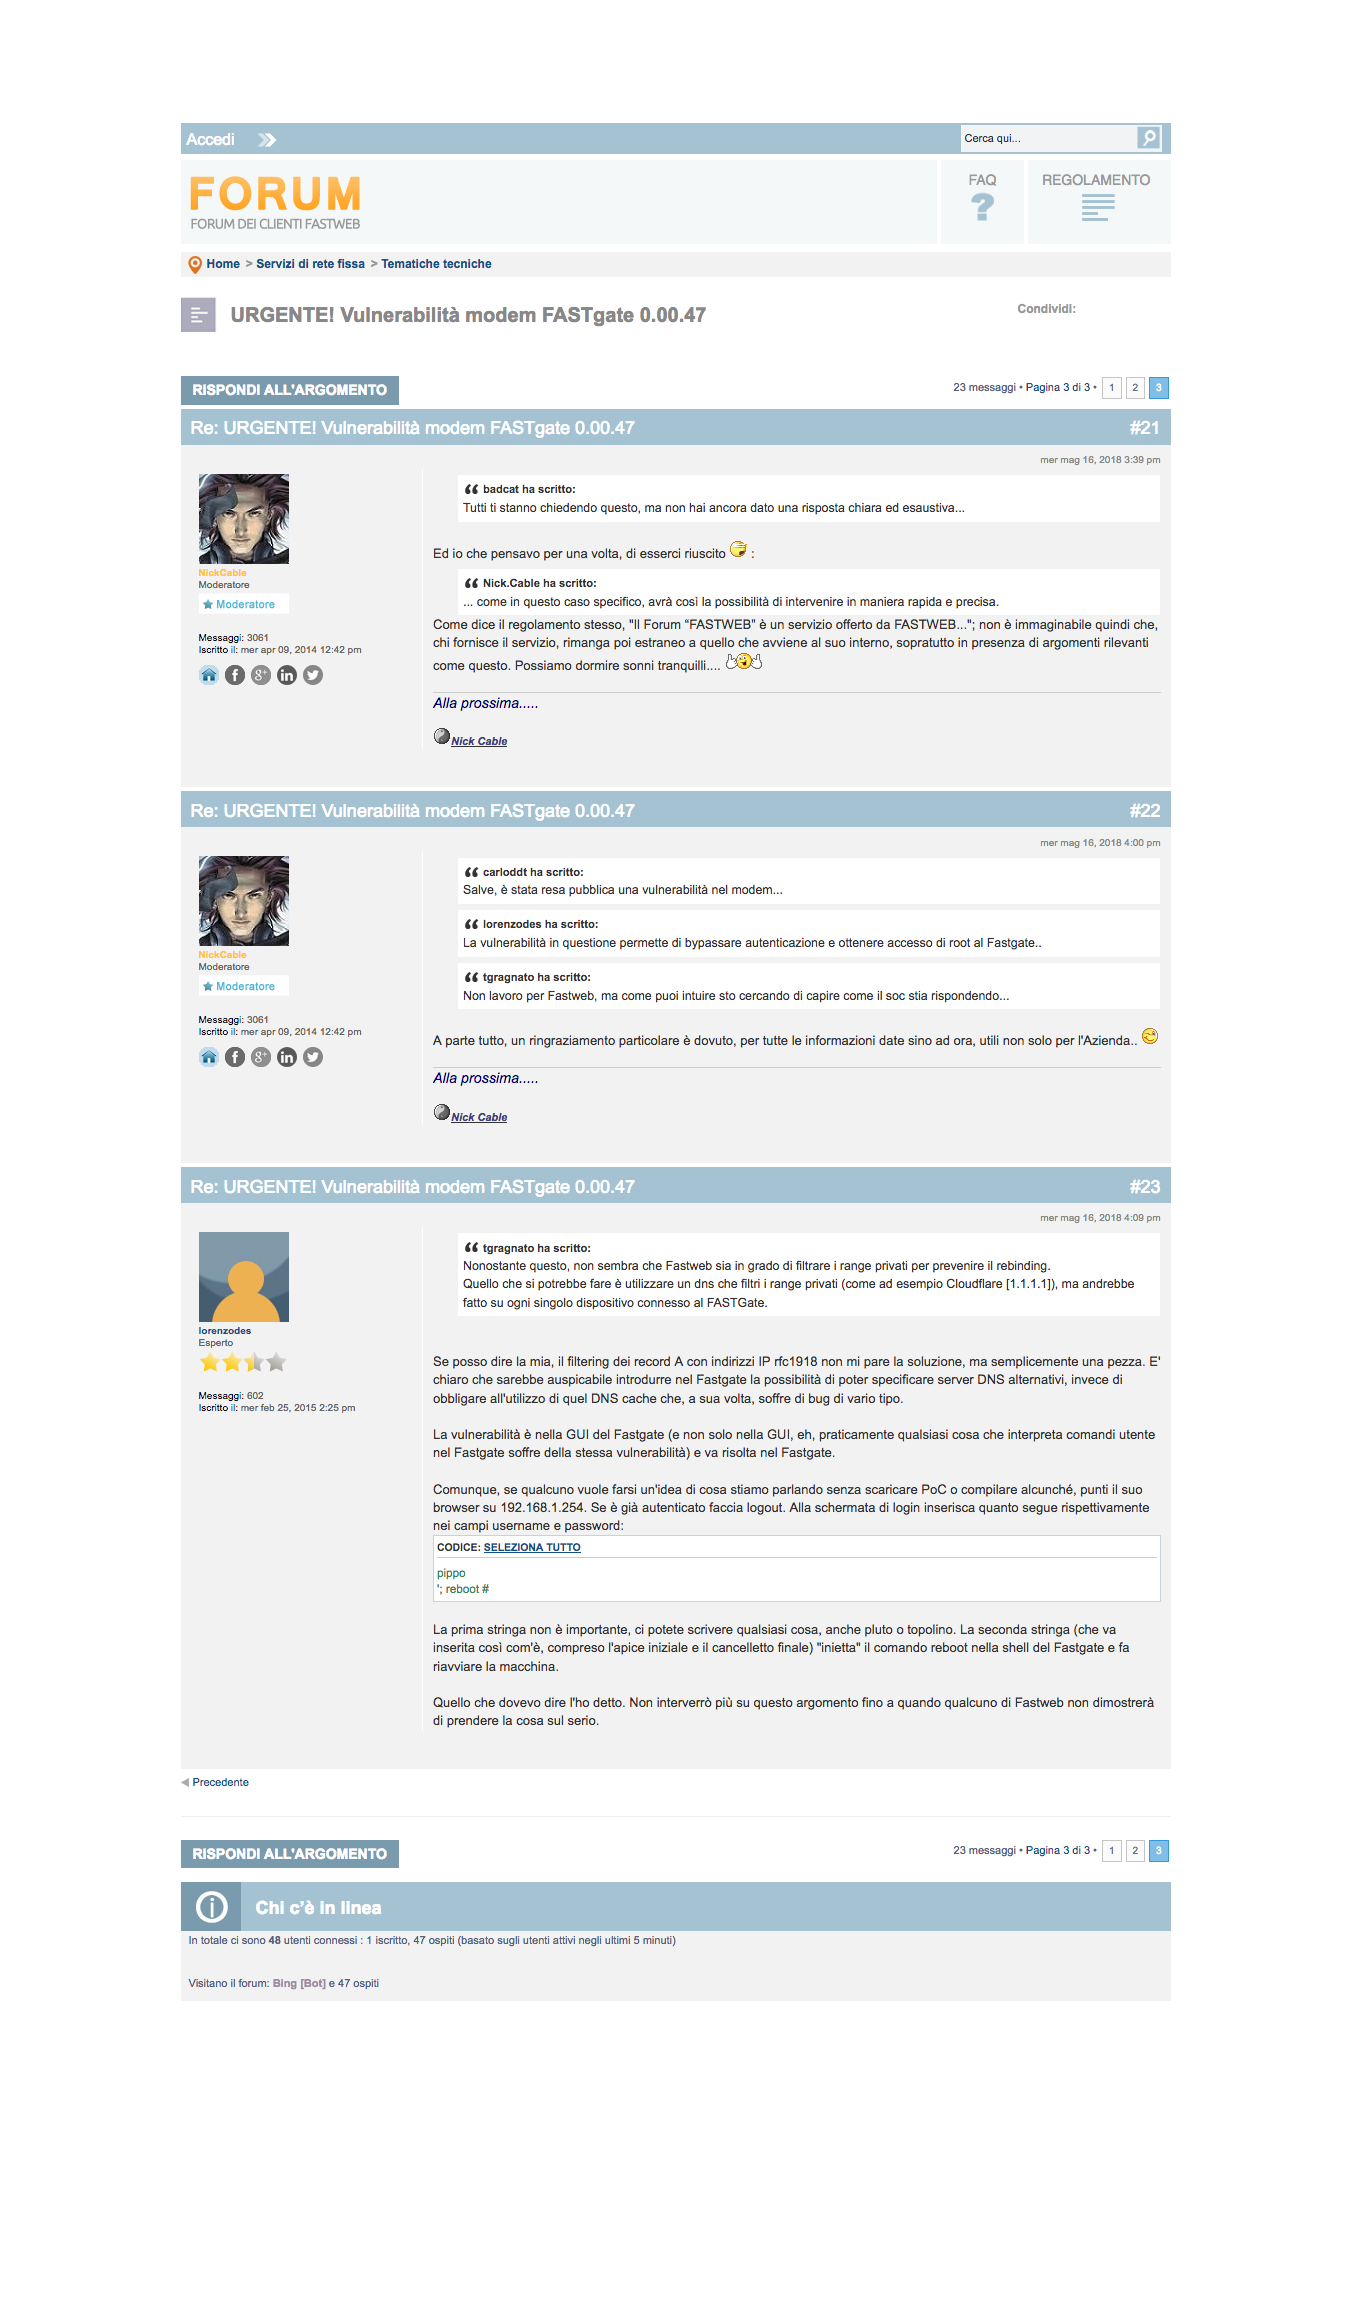 Accedi
Cerca qui...
FORUM
FORUM DEI CLIENTI FASTWEB
FAQ
?
REGOLAMENTO
Home > Servizi di rete fissa > Tematiche tecniche
URGENTE! Vulnerabilità modem FASTgate 0.00.47
Condividi:
RISPONDI ALL'ARGOMENTO
23 messaggi • Pagina 3 di 3 • 1 2 3
Re: URGENTE! Vulnerabilità modem FASTgate 0.00.47 #21
mer mag 16, 2018 3:39 pm
NickCable
Moderatore
Moderatore
Messaggi: 3061
Iscritto il: mer apr 09, 2014 12:42 pm
badcat ha scritto:
Tutti ti stanno chiedendo questo, ma non hai ancora dato una risposta chiara ed esaustiva...
Ed io che pensavo per una volta, di esserci riuscito :
Nick.Cable ha scritto:
... come in questo caso specifico, avrà così la possibilità di intervenire in maniera rapida e precisa.
Come dice il regolamento stesso, "Il Forum “FASTWEB” è un servizio offerto da FASTWEB..."; non è immaginabile quindi che,
chi fornisce il servizio, rimanga poi estraneo a quello che avviene al suo interno, sopratutto in presenza di argomenti rilevanti
come questo. Possiamo dormire sonni tranquilli....
Alla prossima.....
Nick Cable
Re: URGENTE! Vulnerabilità modem FASTgate 0.00.47 #22
mer mag 16, 2018 4:00 pm
NickCable
Moderatore
Moderatore
Messaggi: 3061
Iscritto il: mer apr 09, 2014 12:42 pm
carloddt ha scritto:
Salve, è stata resa pubblica una vulnerabilità nel modem...
lorenzodes ha scritto:
La vulnerabilità in questione permette di bypassare autenticazione e ottenere accesso di root al Fastgate..
tgragnato ha scritto:
Non lavoro per Fastweb, ma come puoi intuire sto cercando di capire come il soc stia rispondendo...
A parte tutto, un ringraziamento particolare è dovuto, per tutte le informazioni date sino ad ora, utili non solo per l'Azienda..
Alla prossima.....
Nick Cable
Re: URGENTE! Vulnerabilità modem FASTgate 0.00.47 #23
mer mag 16, 2018 4:09 pm
lorenzodes
Esperto
Messaggi: 602
Iscritto il: mer feb 25, 2015 2:25 pm
tgragnato ha scritto:
Nonostante questo, non sembra che Fastweb sia in grado di filtrare i range privati per prevenire il rebinding.
Quello che si potrebbe fare è utilizzare un dns che filtri i range privati (come ad esempio Cloudflare [1.1.1.1]), ma andrebbe
fatto su ogni singolo dispositivo connesso al FASTGate.
Se posso dire la mia, il filtering dei record A con indirizzi IP rfc1918 non mi pare la soluzione, ma semplicemente una pezza. E'
chiaro che sarebbe auspicabile introdurre nel Fastgate la possibilità di poter specificare server DNS alternativi, invece di
obbligare all'utilizzo di quel DNS cache che, a sua volta, soffre di bug di vario tipo.
La vulnerabilità è nella GUI del Fastgate (e non solo nella GUI, eh, praticamente qualsiasi cosa che interpreta comandi utente
nel Fastgate soffre della stessa vulnerabilità) e va risolta nel Fastgate.
Comunque, se qualcuno vuole farsi un'idea di cosa stiamo parlando senza scaricare PoC o compilare alcunché, punti il suo
browser su 192.168.1.254. Se è già autenticato faccia logout. Alla schermata di login inserisca quanto segue rispettivamente
nei campi username e password:
CODICE: SELEZIONA TUTTO
pippo
'; reboot #
La prima stringa non è importante, ci potete scrivere qualsiasi cosa, anche pluto o topolino. La seconda stringa (che va
inserita così com'è, compreso l'apice iniziale e il cancelletto finale) "inietta" il comando reboot nella shell del Fastgate e fa
riavviare la macchina.
Quello che dovevo dire l'ho detto. Non interverrò più su questo argomento fino a quando qualcuno di Fastweb non dimostrerà
di prendere la cosa sul serio.
Precedente
RISPONDI ALL'ARGOMENTO
23 messaggi • Pagina 3 di 3 • 1 2 3
Chi c’è in linea
In totale ci sono 48 utenti connessi : 1 iscritto, 47 ospiti (basato sugli utenti attivi negli ultimi 5 minuti)
Visitano il forum: Bing [Bot] e 47 ospiti